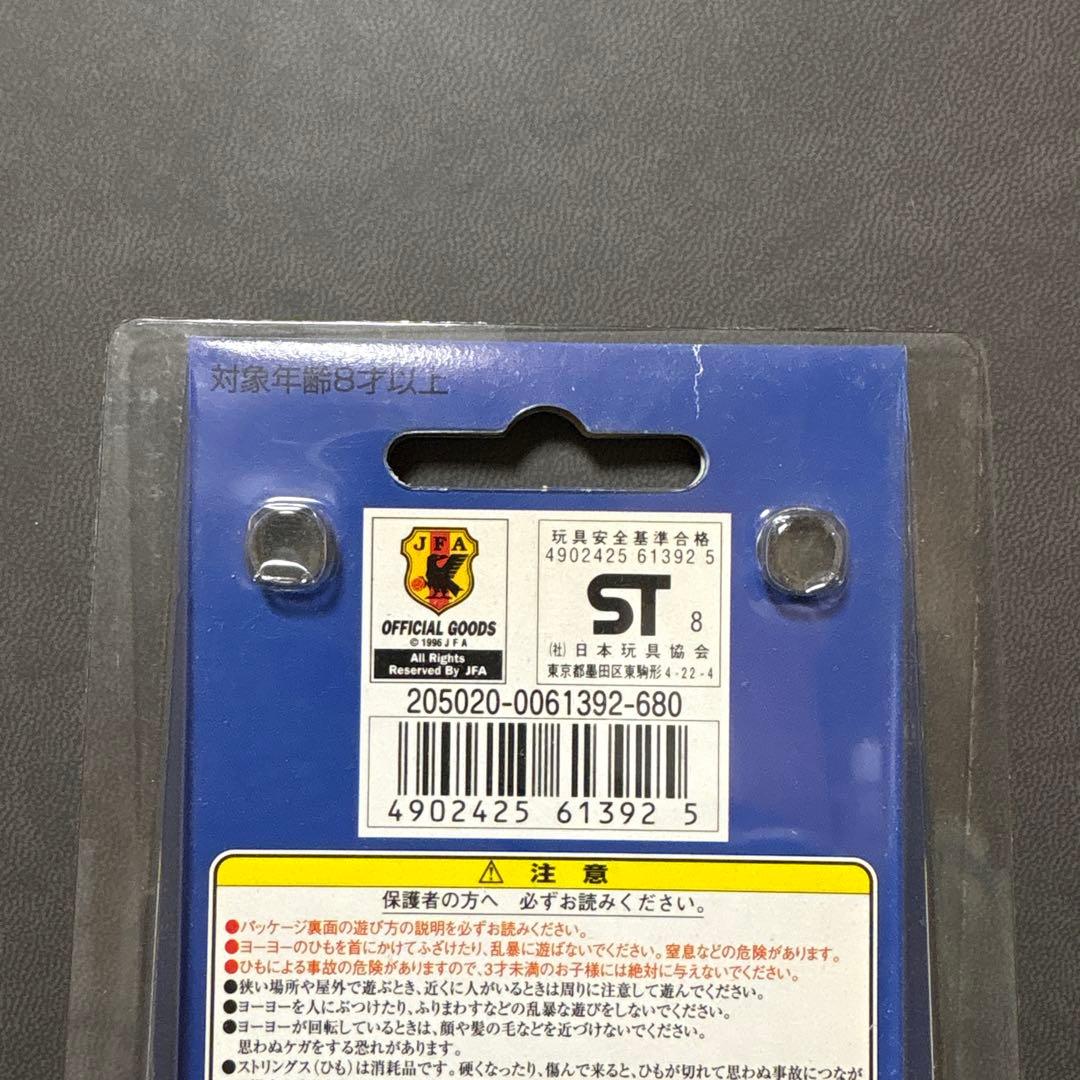 対象年齢8才以上
JFA
OFFICIAL GOODS
©1996 JFA
All Rights
Reserved By JFA
玩具安全基準合格
4902425 61392 5
ST 8
(社)日本玩具協会
東京都墨田区東駒形4-22-4
205020-0061392-680
4902425 61392 5
⚠ 注意
保護者の方へ 必ずお読みください。
●パッケージ裏面の遊び方の説明を必ずお読みください。
●ヨーヨーのひもを首にかけてふざけたり、乱暴に遊ばないでください。窒息などの危険があります。
●ひもによる事故の危険がありますので、3才未満のお子様には絶対に与えないでください。
●狭い場所や屋外で遊ぶとき、近くに人がいるときは周りに注意して遊んでください。
●ヨーヨーを人にぶつけたり、ふりまわすなどの乱暴な遊びをしないでください。
●ヨーヨーが回転しているときは、顔や髪の毛などを近づけないでください。
思わぬケガをする恐れがあります。
●ストリングス(ひも)は消耗品です。硬くなったり、傷んで来ると、ひもが切れて思わぬ事故につなが